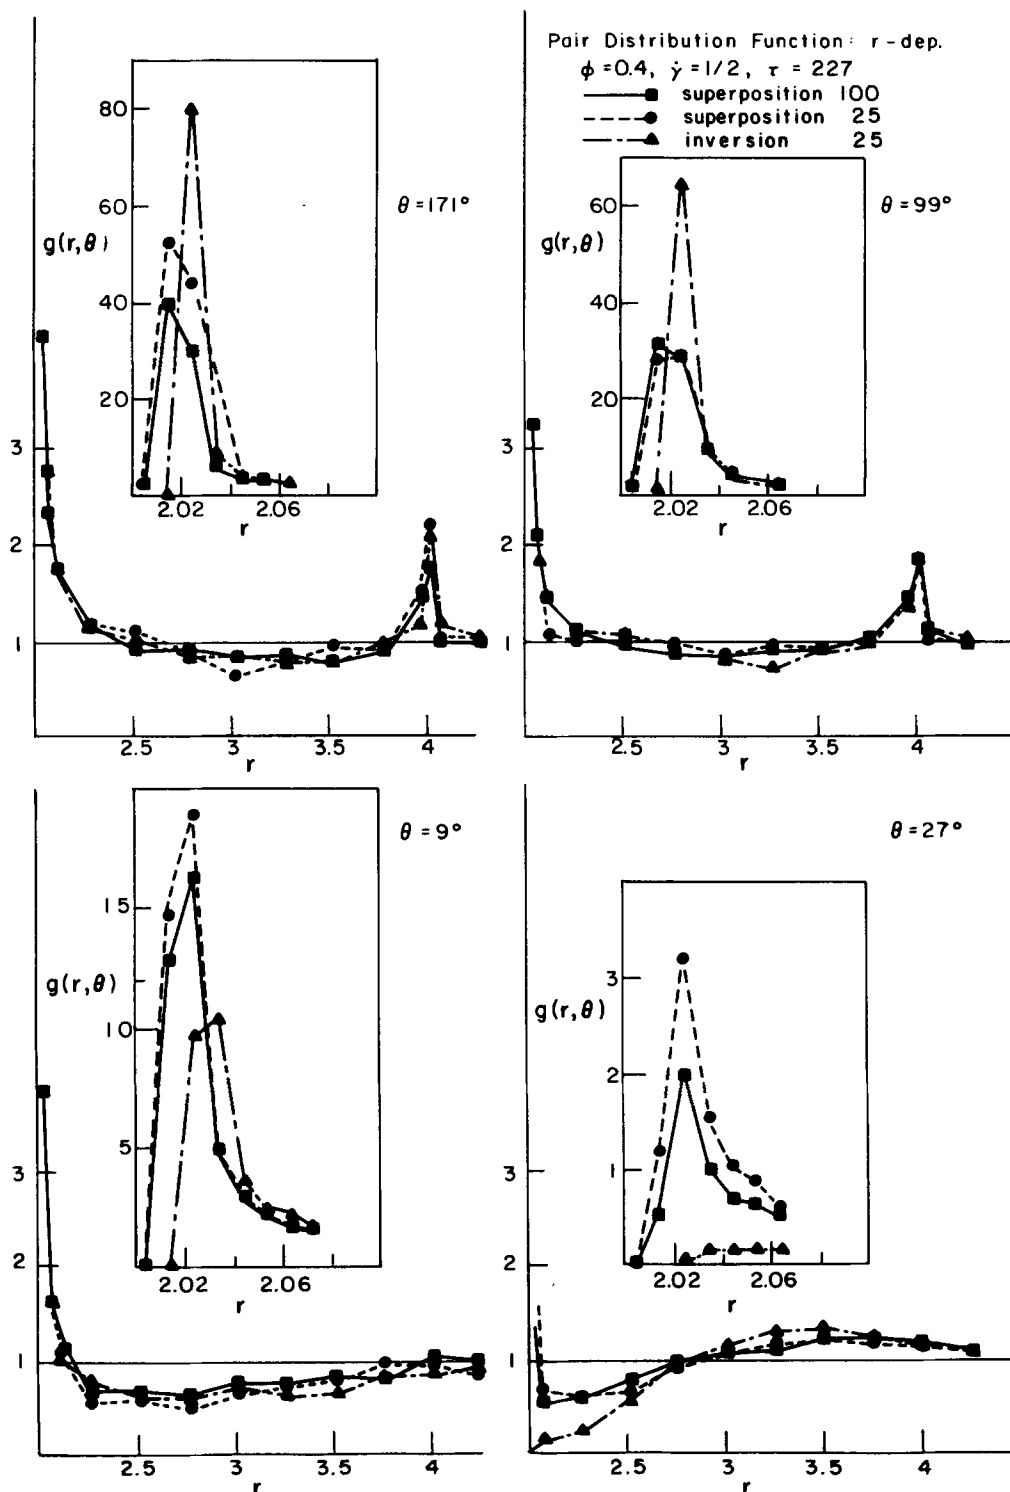 Pair Distribution Function: r-dep.
ϕ=0.4, γ̇=1/2, τ = 227
superposition 100
superposition 25
inversion 25
80
60
40
20
g(r,θ)
2.02 2.06
r
θ=171°
3
2
1
2.5 3 3.5 4
r
60
40
20
g(r,θ)
2.02 2.06
r
θ=99°
3
2
1
2.5 3 3.5 4
r
15
10
5
g(r,θ)
2.02 2.06
r
θ=9°
3
2
1
2.5 3 3.5 4
r
3
2
1
g(r,θ)
2.02 2.06
r
θ=27°
3
2
1
2.5 3 3.5 4
r